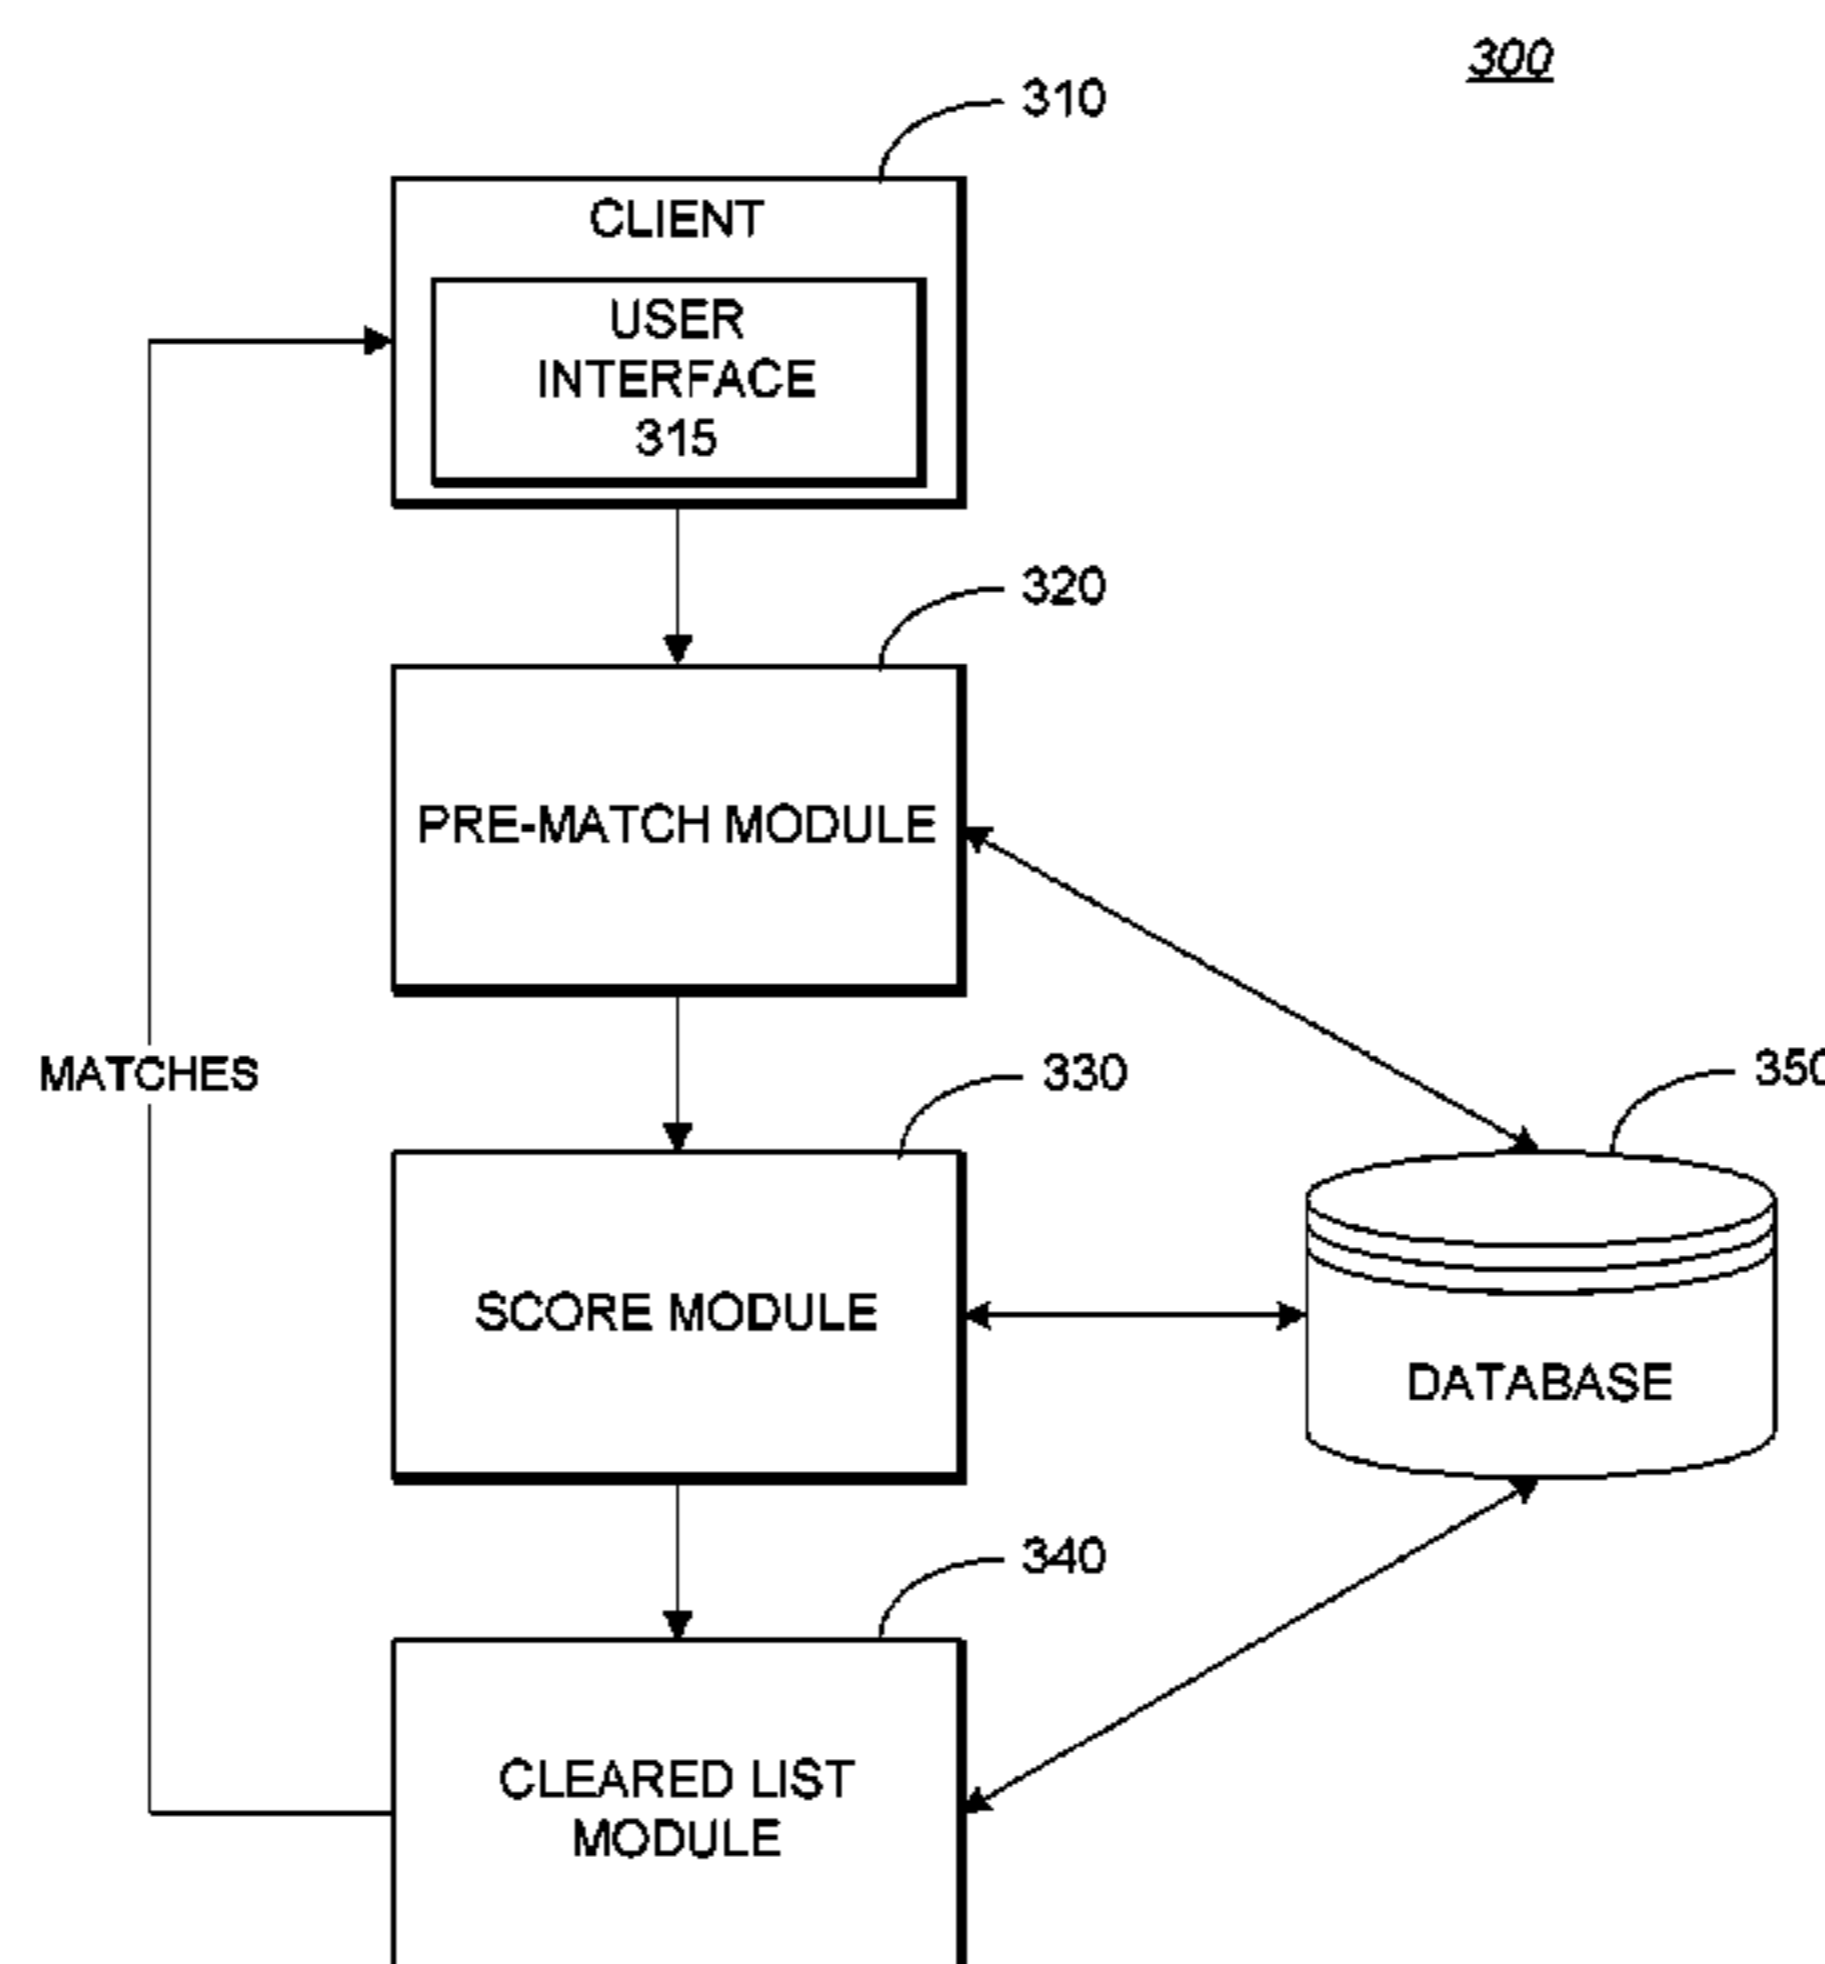 300
310
CLIENT
USER
INTERFACE
315
320
PRE-MATCH MODULE
MATCHES
330
350
SCORE MODULE
DATABASE
340
CLEARED LIST
MODULE